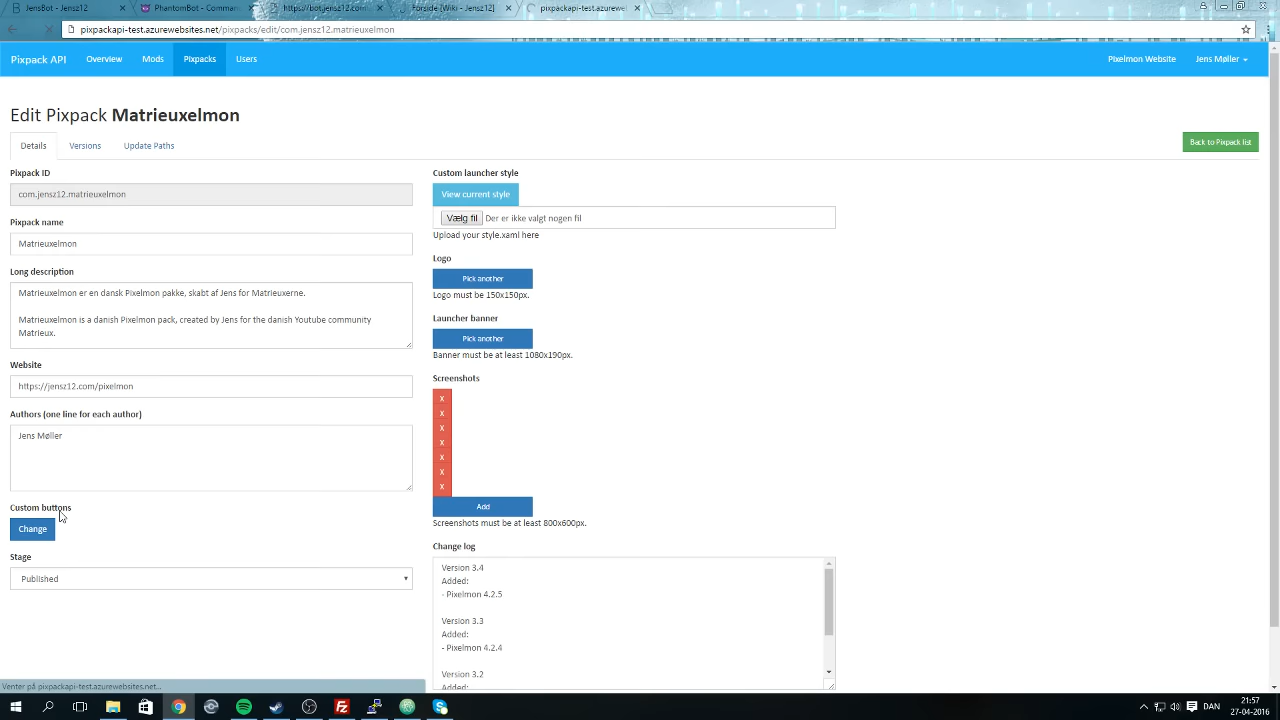 JensBot - Jensz12
PhantomBot - Comman
https://bot.jensz12.com
Forside [Wiki - Jensz12]
pixpackapi-test.azurewebs
Jens
pixpackapi-test.azurewebsites.net/pixpacks/edit/com.jensz12.matrieuxelmon
Pixpack API
Overview
Mods
Pixpacks
Users
Pixelmon Website
Jens Møller
Edit Pixpack Matrieuxelmon
Details
Versions
Update Paths
Back to Pixpack list
Pixpack ID
com.jensz12.matrieuxelmon
Pixpack name
Matrieuxelmon
Long description
Matrieuxelmon er en dansk Pixelmon pakke, skabt af Jens for Matrieuxerne.
Matrieuxelmon is a danish Pixelmon pack, created by Jens for the danish Youtube community
Matrieux.
Website
https://jensz12.com/pixelmon
Authors (one line for each author)
Jens Møller
Custom buttons
Change
Stage
Published
Custom launcher style
View current style
Vælg fil Der er ikke valgt nogen fil
Upload your style.xaml here
Logo
Pick another
Logo must be 150x150px.
Launcher banner
Pick another
Banner must be at least 1080x190px.
Screenshots
x
x
x
x
x
x
x
Add
Screenshots must be at least 800x600px.
Change log
Version 3.4
Added:
- Pixelmon 4.2.5
Version 3.3
Added:
- Pixelmon 4.2.4
Version 3.2
Added:
Venter på pixpackapi-test.azurewebsites.net...
DAN
21:57
27-04-2016